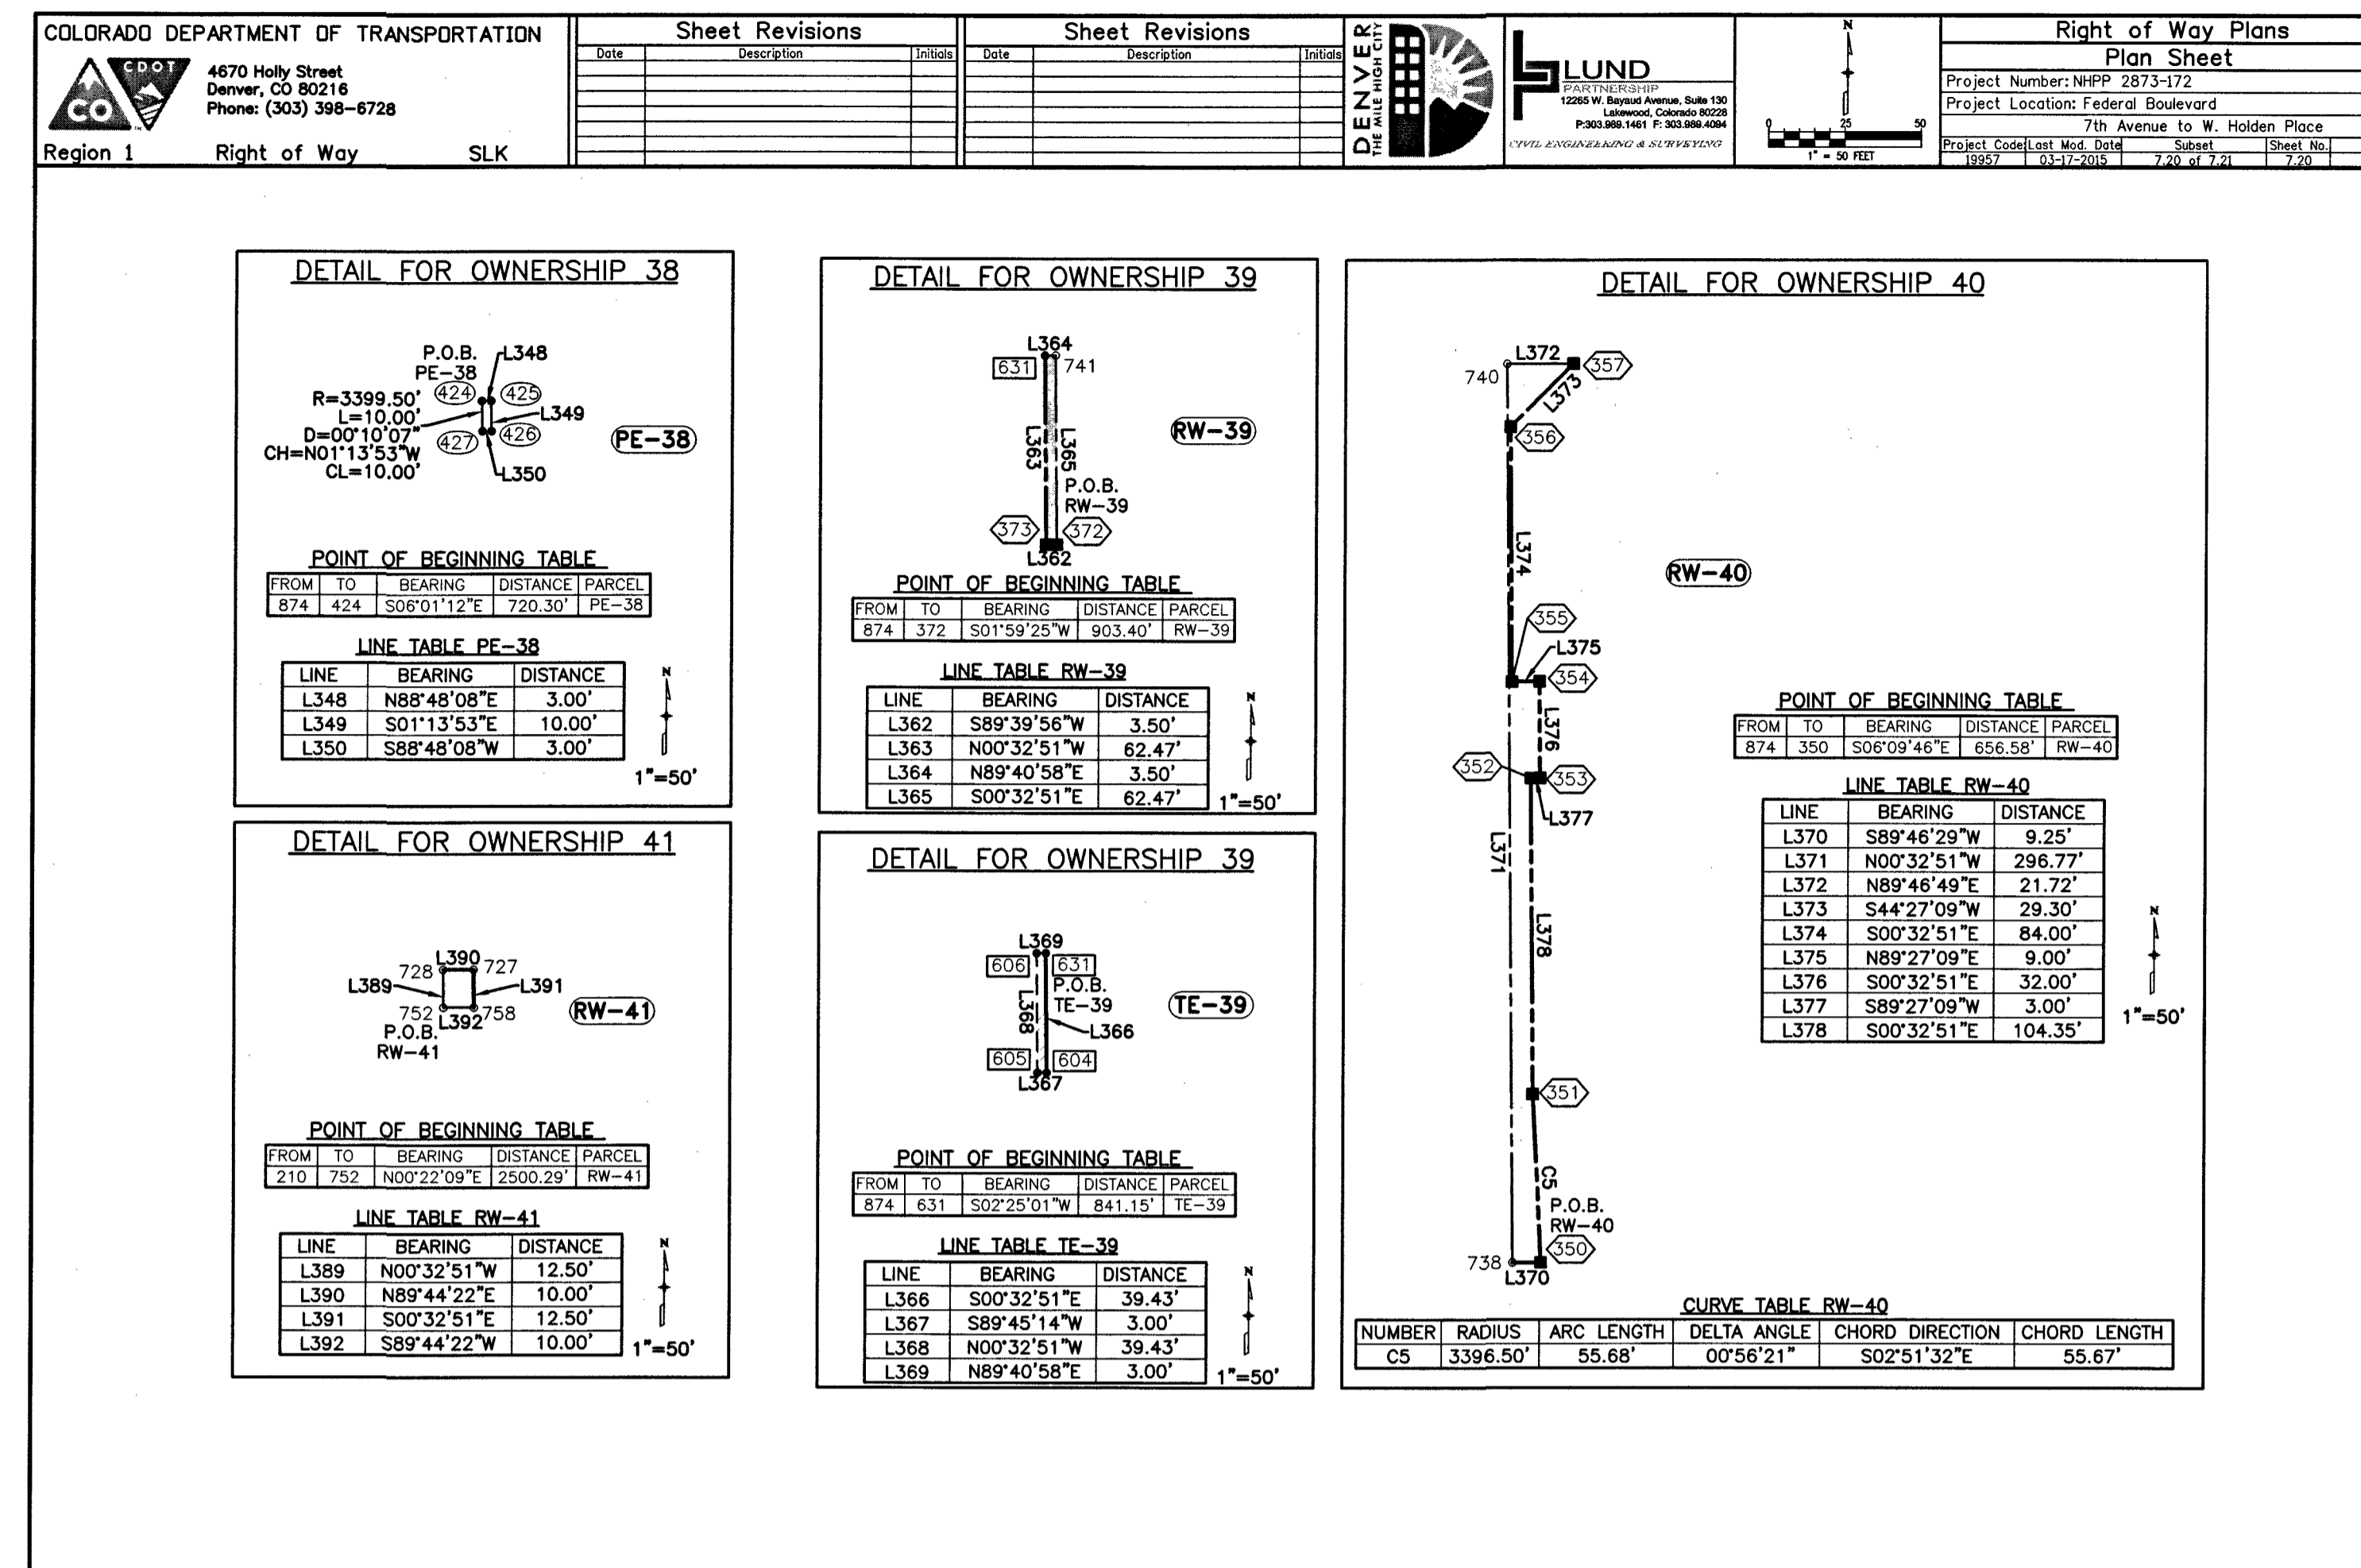 COLORADO DEPARTMENT OF TRANSPORTATION
CDOT
CO
4670 Holly Street
Denver, CO 80216
Phone: (303) 398-6728
Region 1 Right of Way SLK
Sheet Revisions
Date Description Initials
Sheet Revisions
Date Description Initials
DENVER
THE MILE HIGH CITY
LUND
PARTNERSHIP
12265 W. Bayaud Avenue, Suite 130
Lakewood, Colorado 80228
P:303.989.1461 F: 303.989.4094
CIVIL ENGINEERING & SURVEYING
N
0 25 50
1" = 50 FEET
Right of Way Plans
Plan Sheet
Project Number: NHPP 2873-172
Project Location: Federal Boulevard
7th Avenue to W. Holden Place
Project Code Last Mod. Date Subset Sheet No.
19957 03-17-2015 7.20 of 7.21 7.20
DETAIL FOR OWNERSHIP 38
P.O.B.
PE-38
L348
424 425
R=3399.50'
L=10.00'
D=00°10'07"
CH=N01°13'53"W
CL=10.00'
L349
427 426
L350
PE-38
POINT OF BEGINNING TABLE
FROM TO BEARING DISTANCE PARCEL
874 424 S06°01'12"E 720.30' PE-38
LINE TABLE PE-38
LINE BEARING DISTANCE
L348 N88°48'08"E 3.00'
L349 S01°13'53"E 10.00'
L350 S88°48'08"W 3.00'
N
1"=50'
DETAIL FOR OWNERSHIP 39
L364
631 741
L363
L365
RW-39
P.O.B.
RW-39
373 372
L362
POINT OF BEGINNING TABLE
FROM TO BEARING DISTANCE PARCEL
874 372 S01°59'25"W 903.40' RW-39
LINE TABLE RW-39
LINE BEARING DISTANCE
L362 S89°39'56"W 3.50'
L363 N00°32'51"W 62.47'
L364 N89°40'58"E 3.50'
L365 S00°32'51"E 62.47'
N
1"=50'
DETAIL FOR OWNERSHIP 40
L372
740 357
L373
356
L374
RW-40
355
L375
354
L376
352 353
L377
L371
L378
351
C5
P.O.B.
RW-40
738 350
L370
POINT OF BEGINNING TABLE
FROM TO BEARING DISTANCE PARCEL
874 350 S06°09'46"E 656.58' RW-40
LINE TABLE RW-40
LINE BEARING DISTANCE
L370 S89°46'29"W 9.25'
L371 N00°32'51"W 296.77'
L372 N89°46'49"E 21.72'
L373 S44°27'09"W 29.30'
L374 S00°32'51"E 84.00'
L375 N89°27'09"E 9.00'
L376 S00°32'51"E 32.00'
L377 S89°27'09"W 3.00'
L378 S00°32'51"E 104.35'
N
1"=50'
CURVE TABLE RW-40
NUMBER RADIUS ARC LENGTH DELTA ANGLE CHORD DIRECTION CHORD LENGTH
C5 3396.50' 55.68' 00°56'21" S02°51'32"E 55.67'
DETAIL FOR OWNERSHIP 41
L390
728 727
L389 L391
752 L392 758
P.O.B.
RW-41
RW-41
POINT OF BEGINNING TABLE
FROM TO BEARING DISTANCE PARCEL
210 752 N00°22'09"E 2500.29' RW-41
LINE TABLE RW-41
LINE BEARING DISTANCE
L389 N00°32'51"W 12.50'
L390 N89°44'22"E 10.00'
L391 S00°32'51"E 12.50'
L392 S89°44'22"W 10.00'
N
1"=50'
DETAIL FOR OWNERSHIP 39
L369
606 631
P.O.B.
TE-39
TE-39
L368
L366
605 604
L367
POINT OF BEGINNING TABLE
FROM TO BEARING DISTANCE PARCEL
874 631 S02°25'01"W 841.15' TE-39
LINE TABLE TE-39
LINE BEARING DISTANCE
L366 S00°32'51"E 39.43'
L367 S89°45'14"W 3.00'
L368 N00°32'51"W 39.43'
L369 N89°40'58"E 3.00'
N
1"=50'